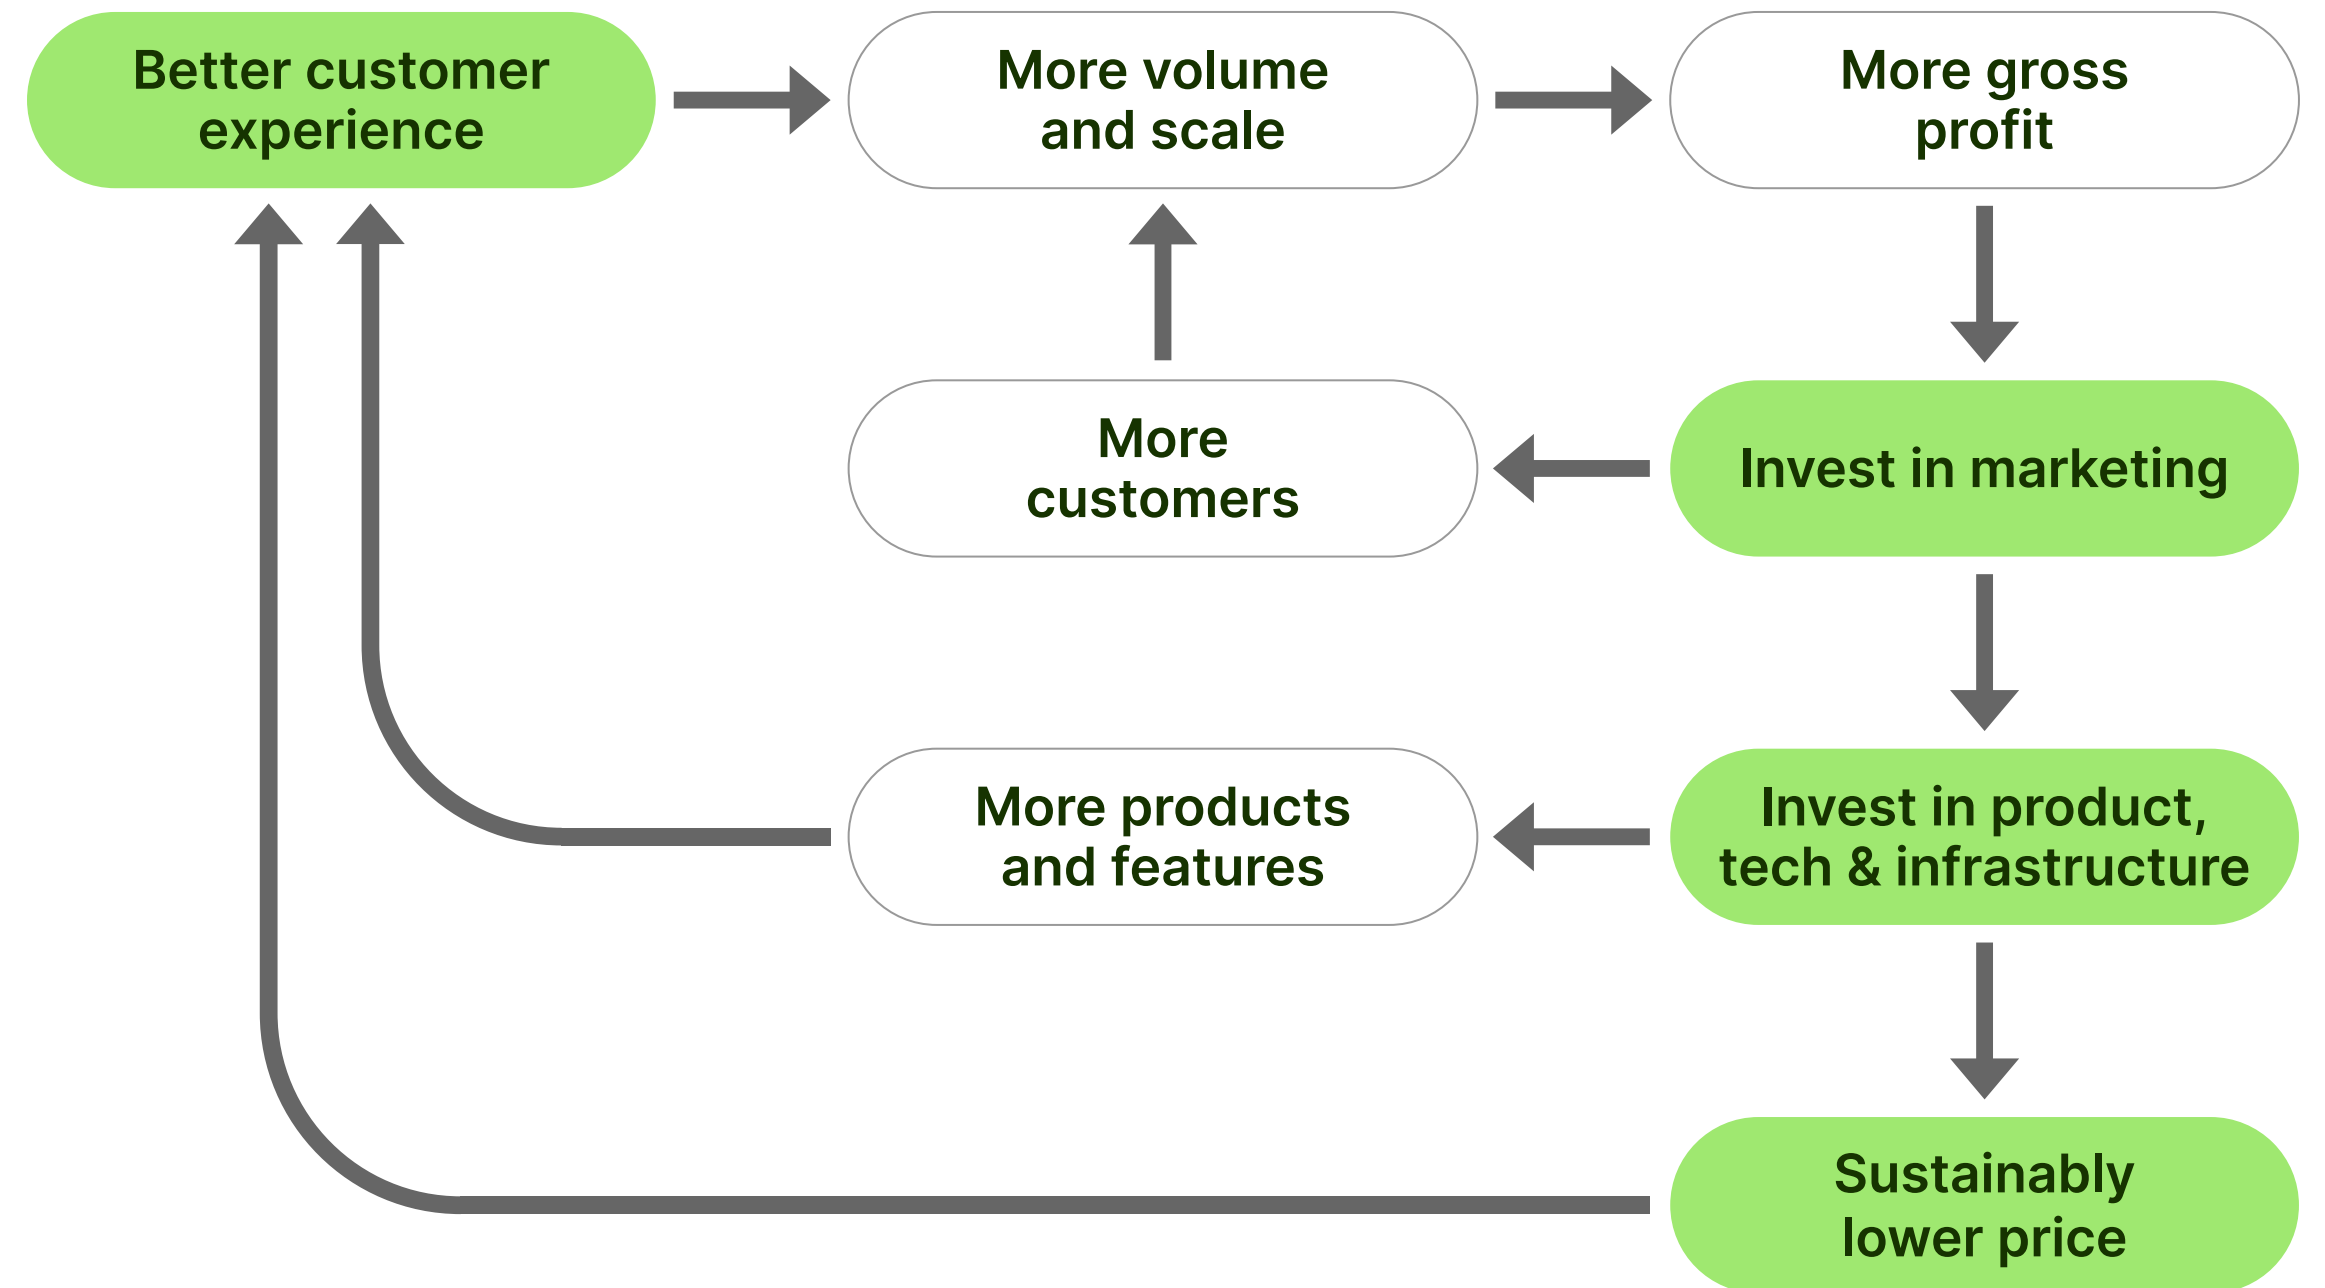 Better customer
experience
More volume
and scale
More gross
profit
More
customers
Invest in marketing
More products
and features
Invest in product,
tech & infrastructure
Sustainably
lower price